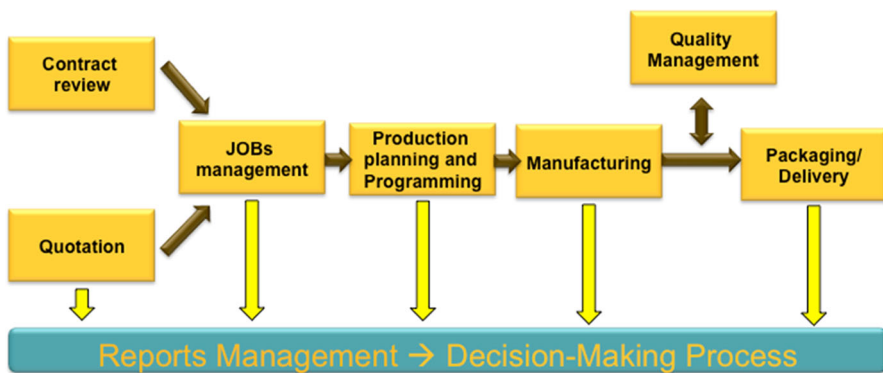 Contract
review
Quality
Management
JOBs
management
Production
planning and
Programming
Manufacturing
Packaging/
Delivery
Quotation
Reports Management → Decision-Making Process